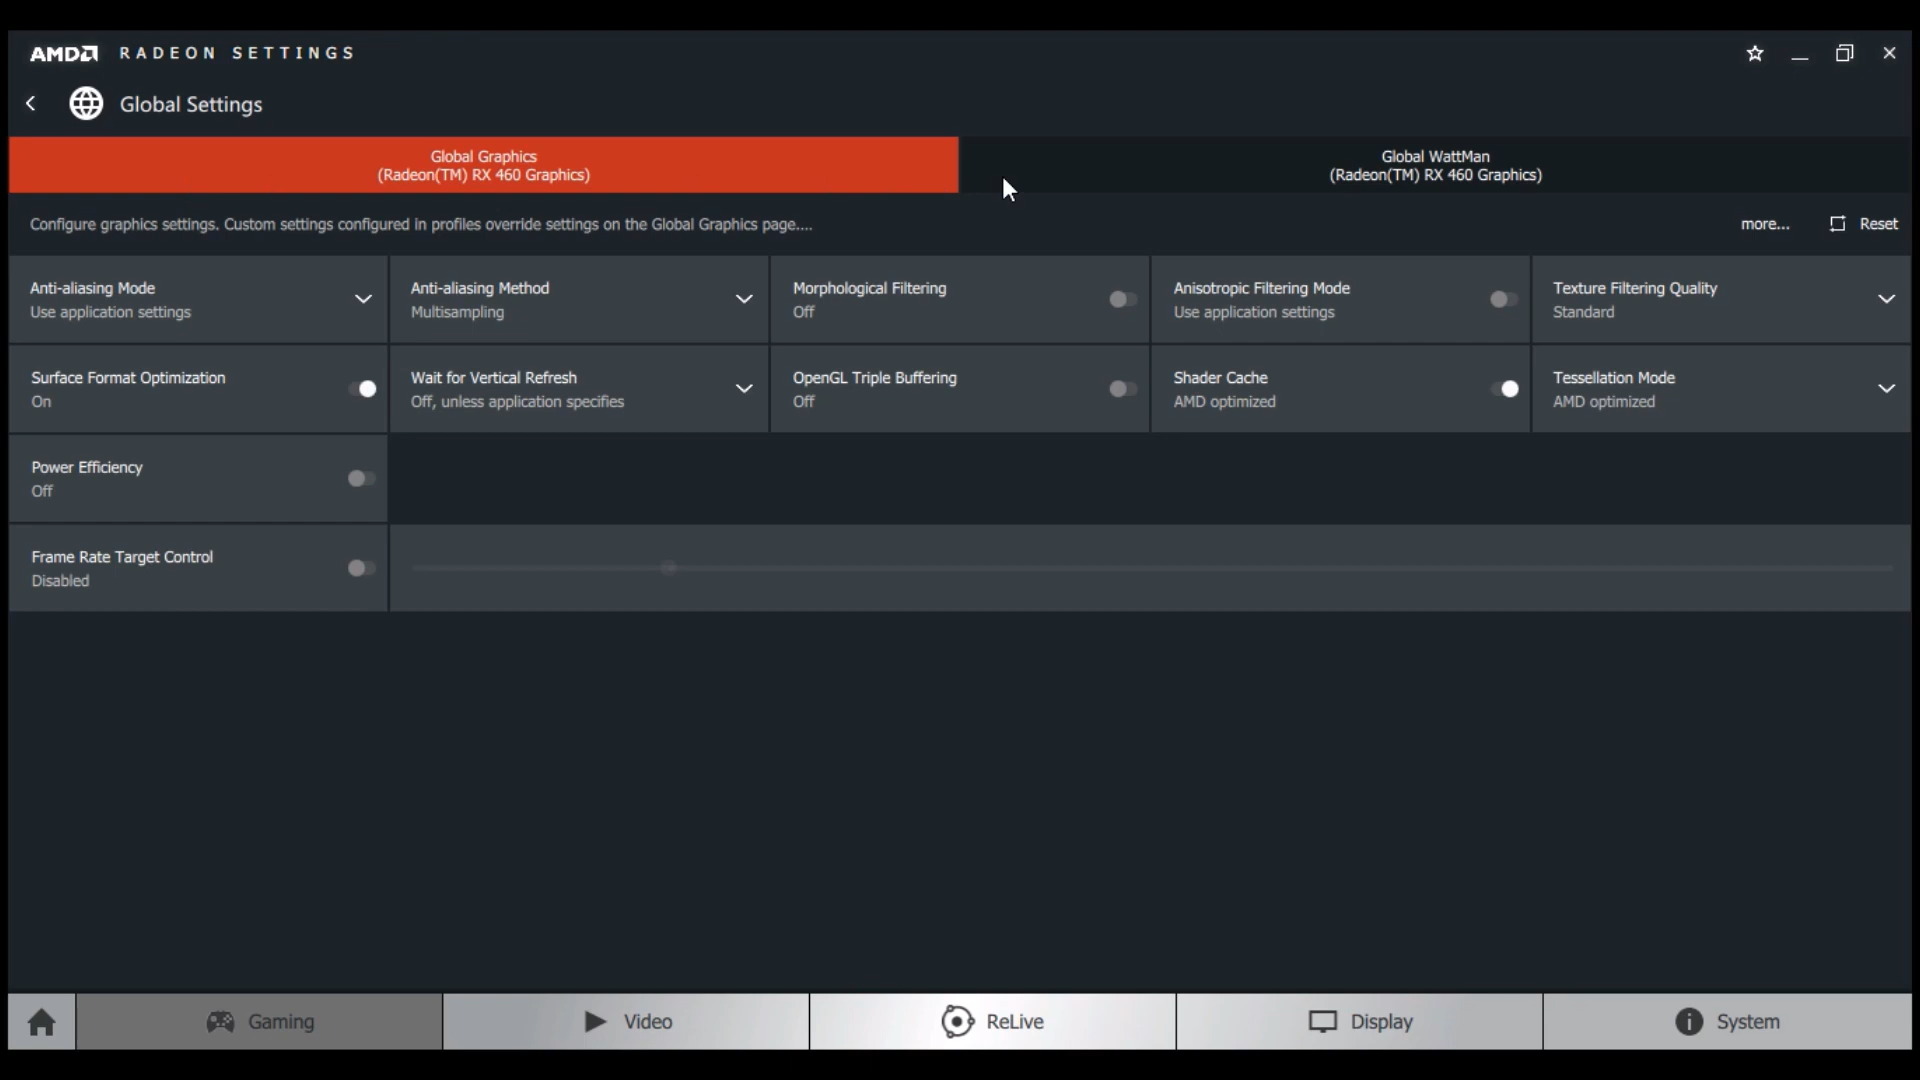 AMD RADEON SETTINGS
Global Settings
Global Graphics
(Radeon(TM) RX 460 Graphics)
Global WattMan
(Radeon(TM) RX 460 Graphics)
Configure graphics settings. Custom settings configured in profiles override settings on the Global Graphics page....
more...
Reset
Anti-aliasing Mode
Use application settings
Anti-aliasing Method
Multisampling
Morphological Filtering
Off
Anisotropic Filtering Mode
Use application settings
Texture Filtering Quality
Standard
Surface Format Optimization
On
Wait for Vertical Refresh
Off, unless application specifies
OpenGL Triple Buffering
Off
Shader Cache
AMD optimized
Tessellation Mode
AMD optimized
Power Efficiency
Off
Frame Rate Target Control
Disabled
Gaming
Video
ReLive
Display
System